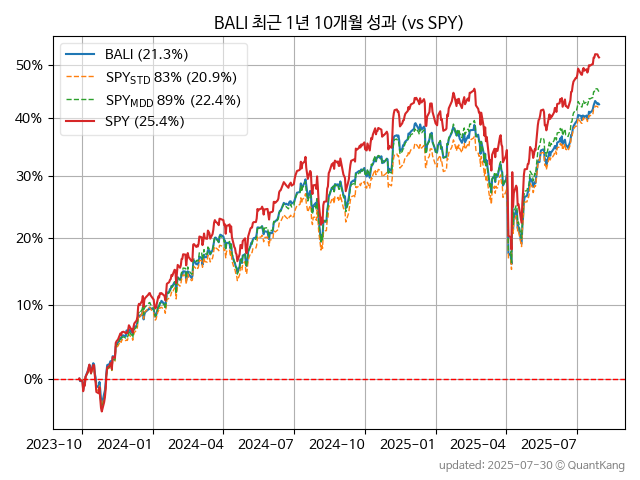 BALI 최근 1년 10개월 성과 (vs SPY)
BALI (21.3%)
SPY_STD 83% (20.9%)
SPY_MDD 89% (22.4%)
SPY (25.4%)
50%
40%
30%
20%
10%
0%
2023-10 2024-01 2024-04 2024-07 2024-10 2025-01 2025-04 2025-07
updated: 2025-07-30 ⓒ QuantKang